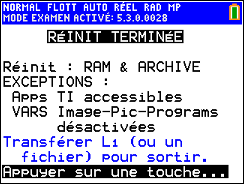 NORMAL FLOTT AUTO RÉEL RAD MP
MODE EXAMEN ACTIVÉ: 5.3.0.0028
RÉINIT TERMINÉE
Réinit : RAM & ARCHIVE
EXCEPTIONS :
Apps TI accessibles
VARS Image-Pic-Programs
désactivées
Transférer L1 (ou un
fichier) pour sortir.
Appuyer sur une touche...